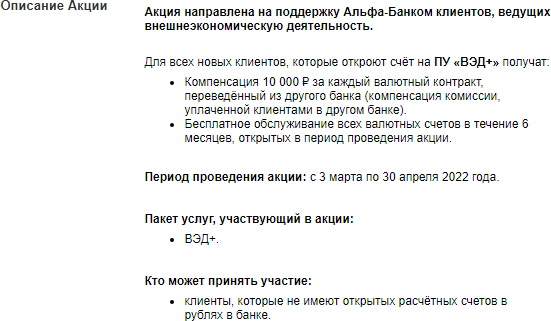 Описание Акции
Акция направлена на поддержку Альфа-Банком клиентов, ведущих
внешнеэкономическую деятельность.
Для всех новых клиентов, которые откроют счёт на ПУ «ВЭД+» получат:
• Компенсация 10 000 ₽ за каждый валютный контракт,
переведённый из другого банка (компенсация комиссии,
уплаченной клиентами в другом банке).
• Бесплатное обслуживание всех валютных счетов в течение 6
месяцев, открытых в период проведения акции.
Период проведения акции: с 3 марта по 30 апреля 2022 года.
Пакет услуг, участвующий в акции:
• ВЭД+.
Кто может принять участие:
• клиенты, которые не имеют открытых расчётных счетов в
рублях в банке.